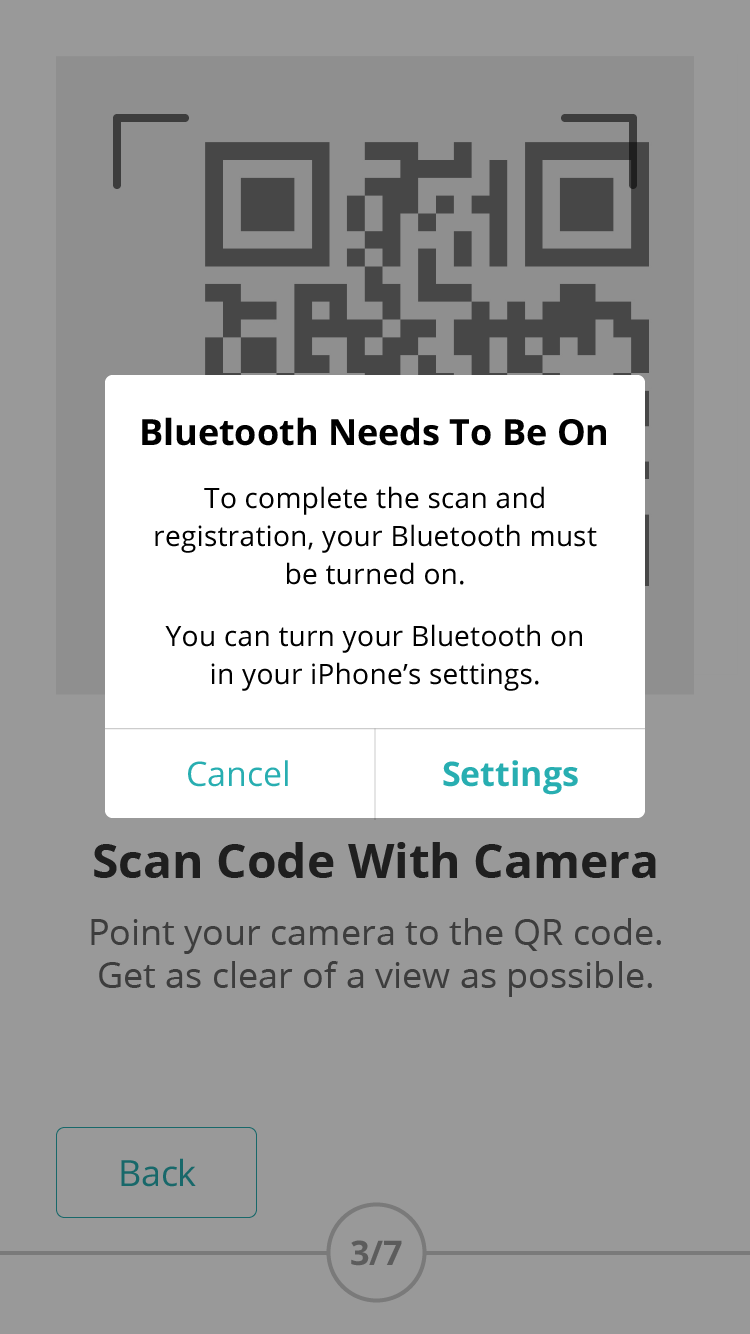 Bluetooth Needs To Be On
To complete the scan and
registration, your Bluetooth must
be turned on.
You can turn your Bluetooth on
in your iPhone’s settings.
Cancel
Settings
Scan Code With Camera
Point your camera to the QR code.
Get as clear of a view as possible.
Back
3/7